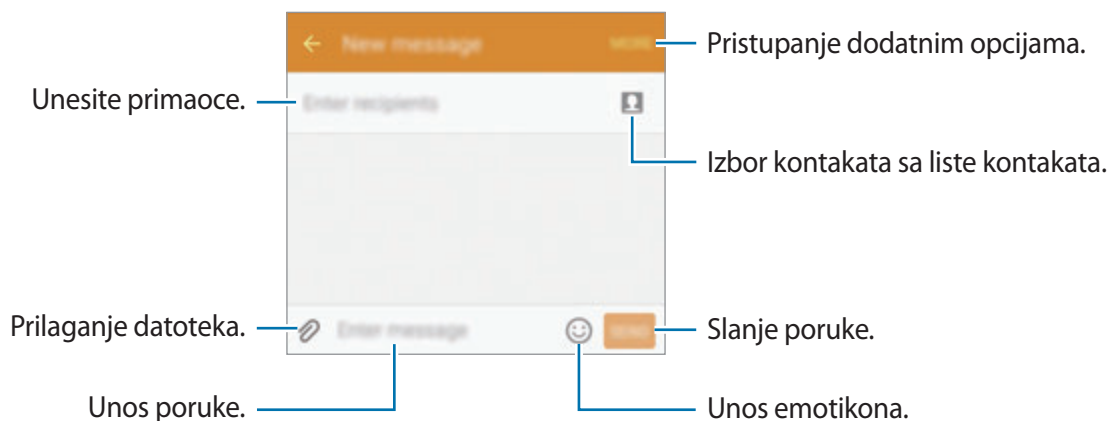 New message
MORE
Pristupanje dodatnim opcijama.
Unesite primaoce.
Enter recipients
Izbor kontakata sa liste kontakata.
Prilaganje datoteka.
Enter message
SEND
Slanje poruke.
Unos poruke.
Unos emotikona.